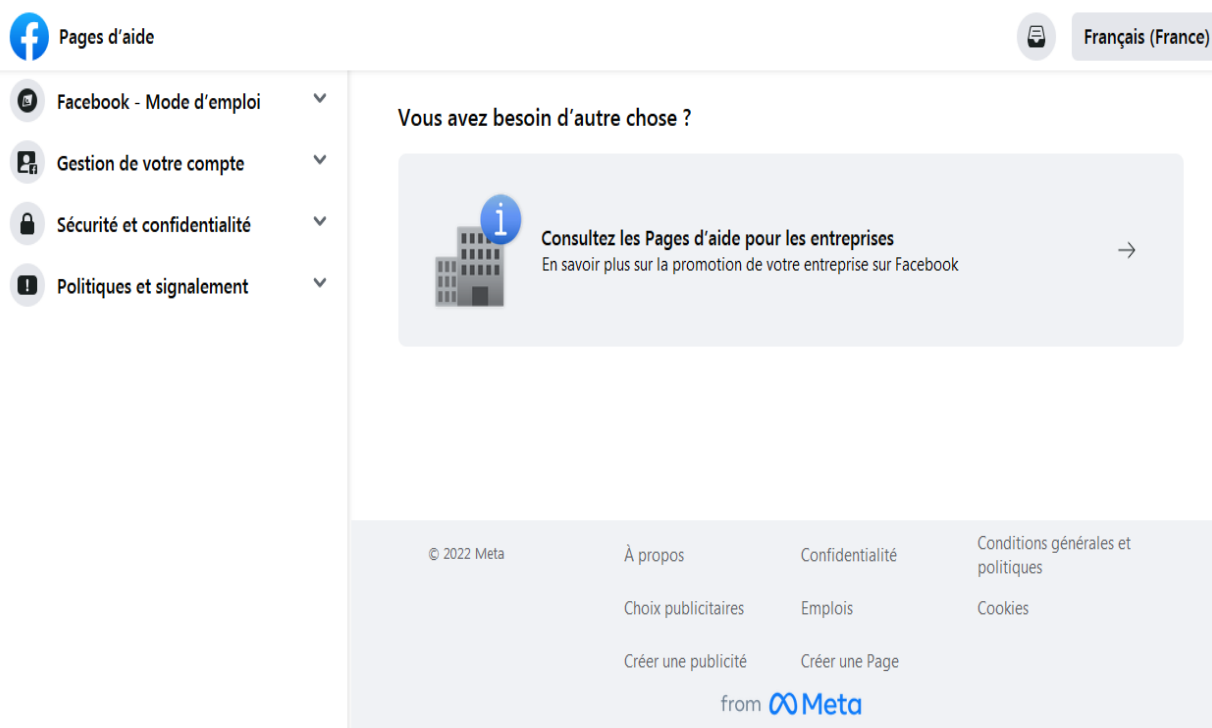 Pages d'aide
Français (France)
Facebook - Mode d'emploi
Gestion de votre compte
Sécurité et confidentialité
Politiques et signalement
Vous avez besoin d'autre chose ?
Consultez les Pages d'aide pour les entreprises
En savoir plus sur la promotion de votre entreprise sur Facebook
© 2022 Meta
À propos
Confidentialité
Conditions générales et
politiques
Choix publicitaires
Emplois
Cookies
Créer une publicité
Créer une Page
from Meta